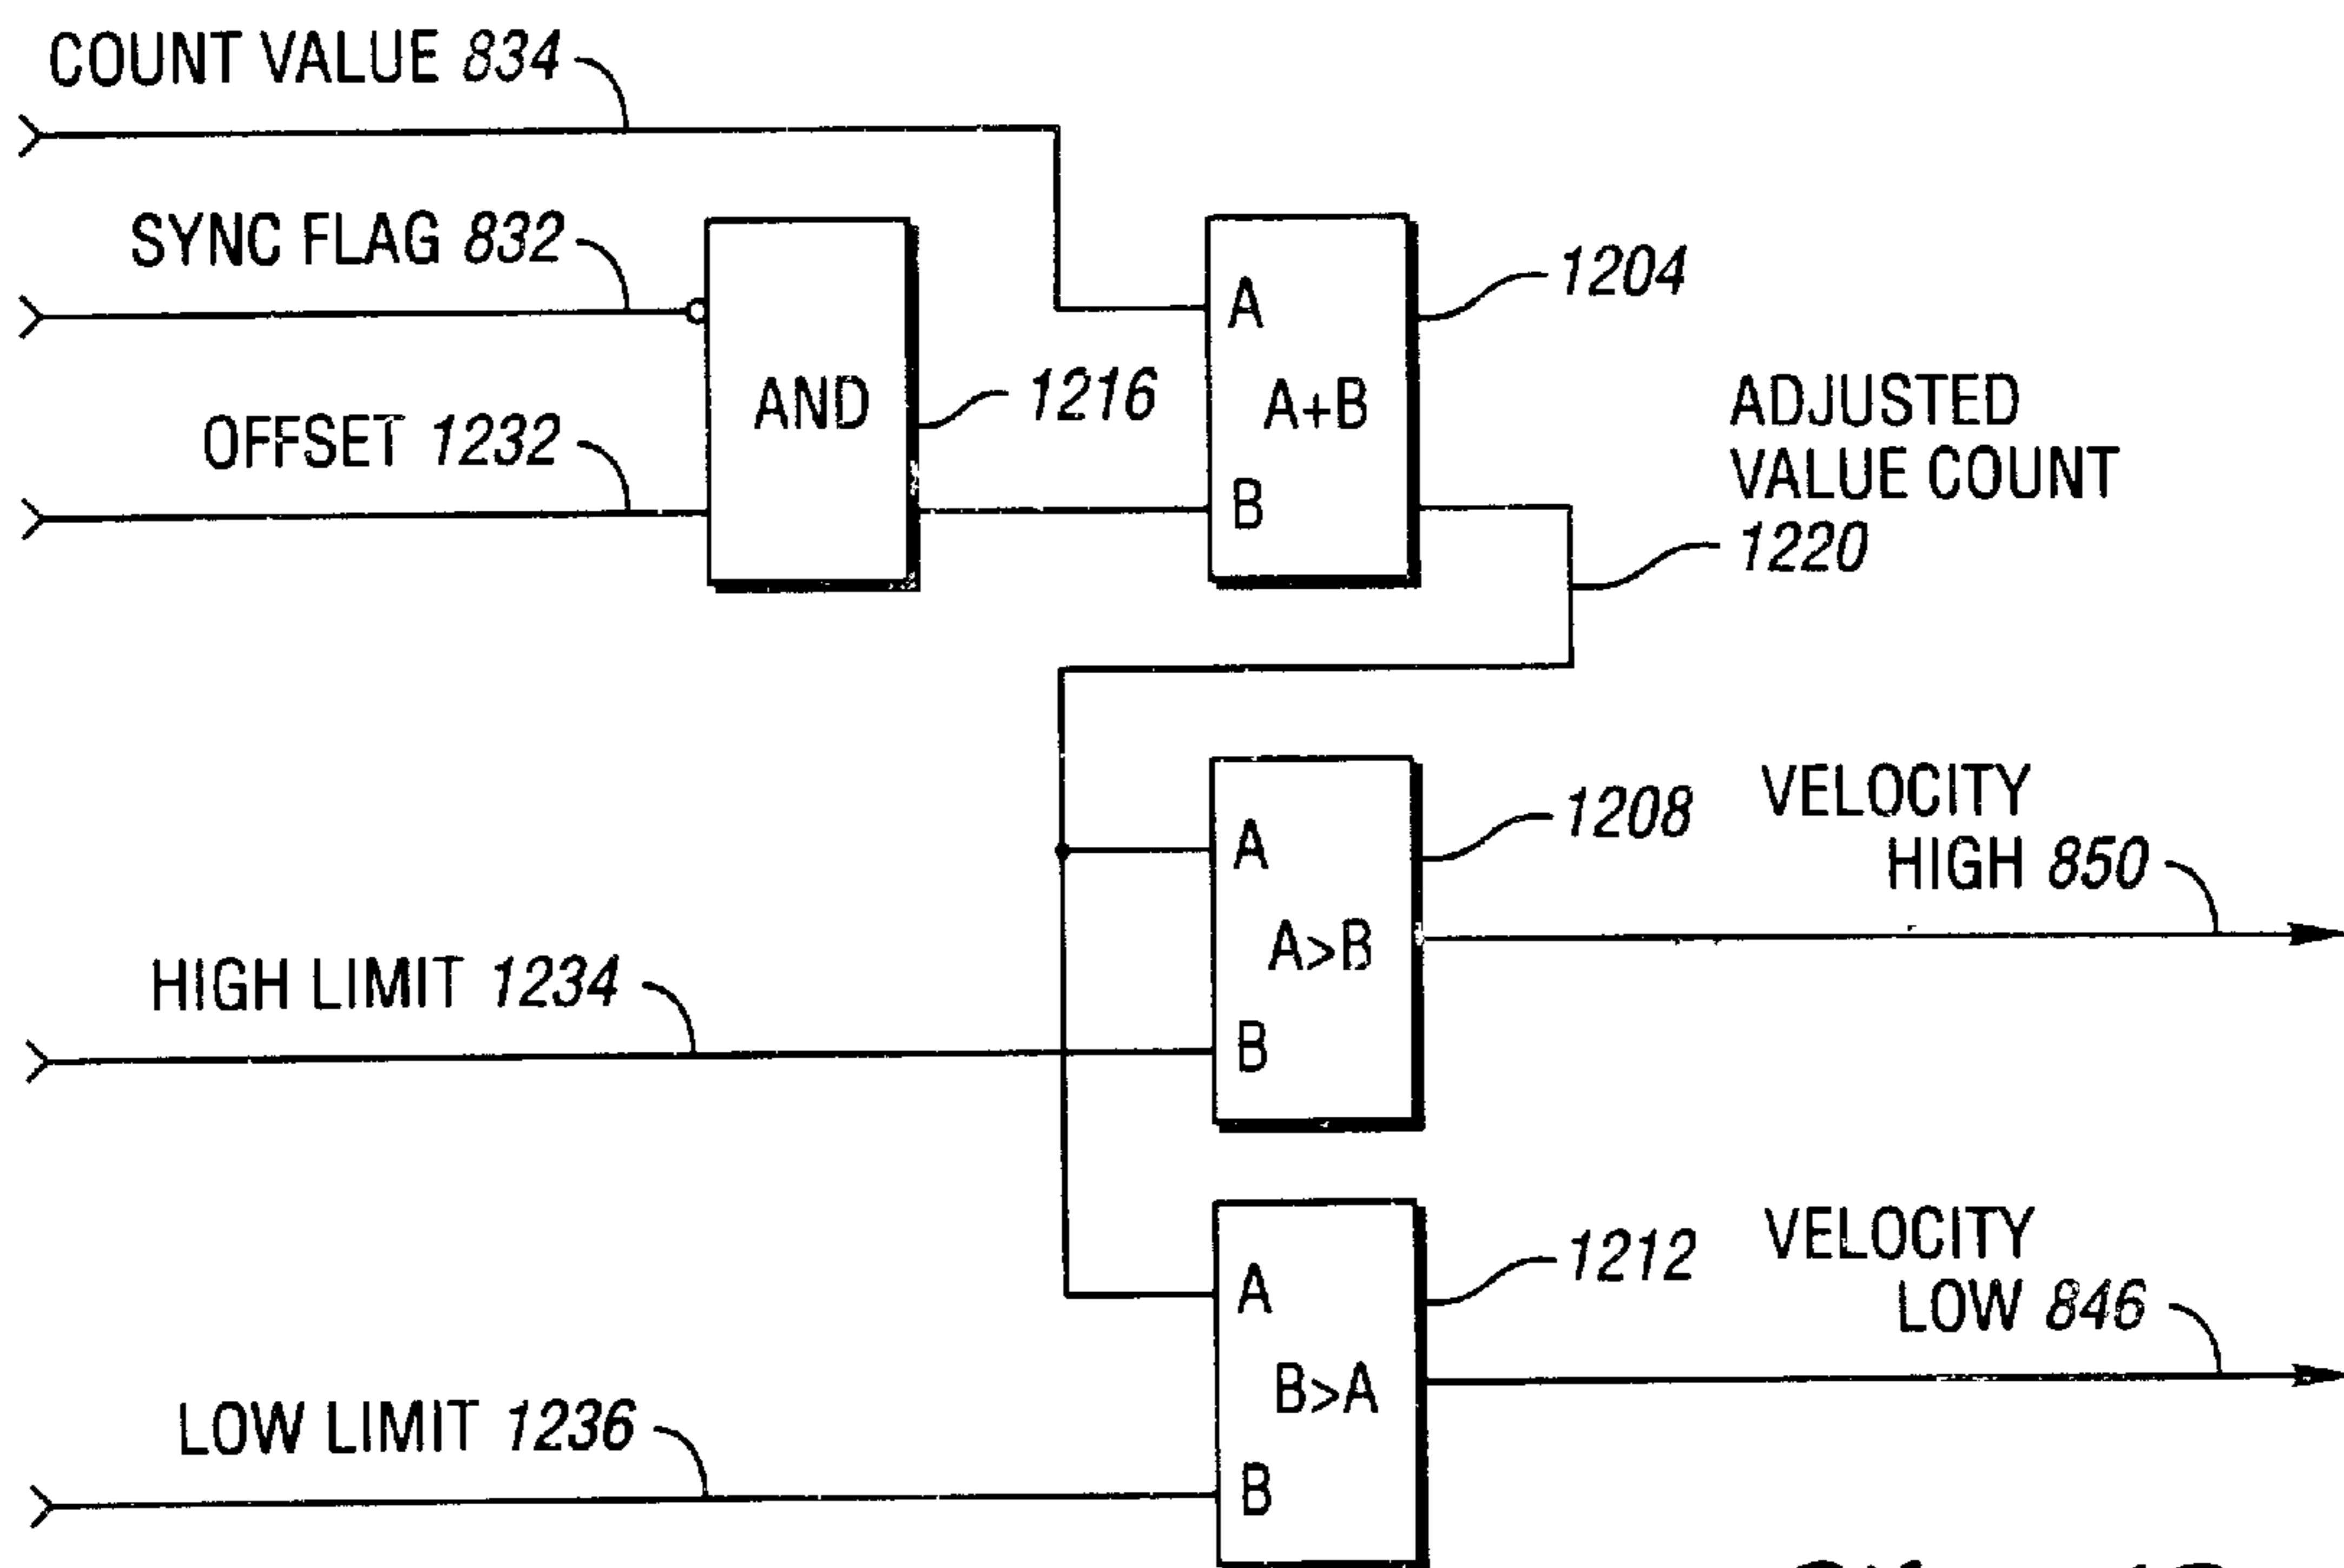 COUNT VALUE 834
SYNC FLAG 832
OFFSET 1232
AND
1216
A
A+B
B
1204
ADJUSTED
VALUE COUNT
1220
HIGH LIMIT 1234
A
A>B
B
1208
VELOCITY
HIGH 850
LOW LIMIT 1236
A
B>A
B
1212
VELOCITY
LOW 846